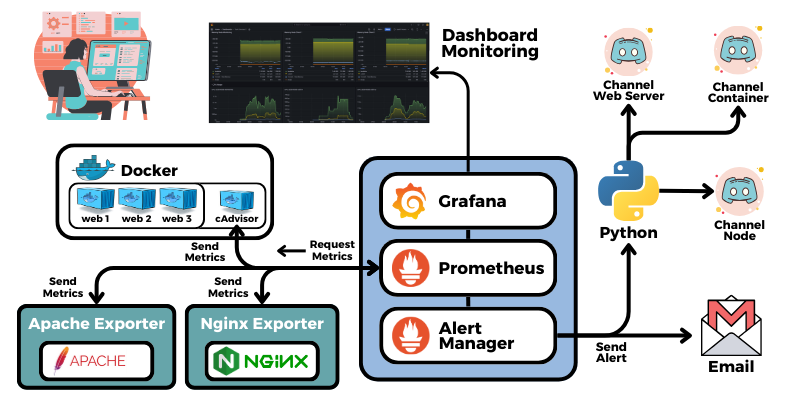 Dashboard
Monitoring
Channel
Web Server
Channel
Container
Docker
web 1
web 2
web 3
cAdvisor
Grafana
Python
Channel
Node
Send
Metrics
Request
Metrics
Prometheus
Send
Metrics
Send
Metrics
Apache Exporter
APACHE
Nginx Exporter
N
NGINX
Alert
Manager
Send
Alert
Email